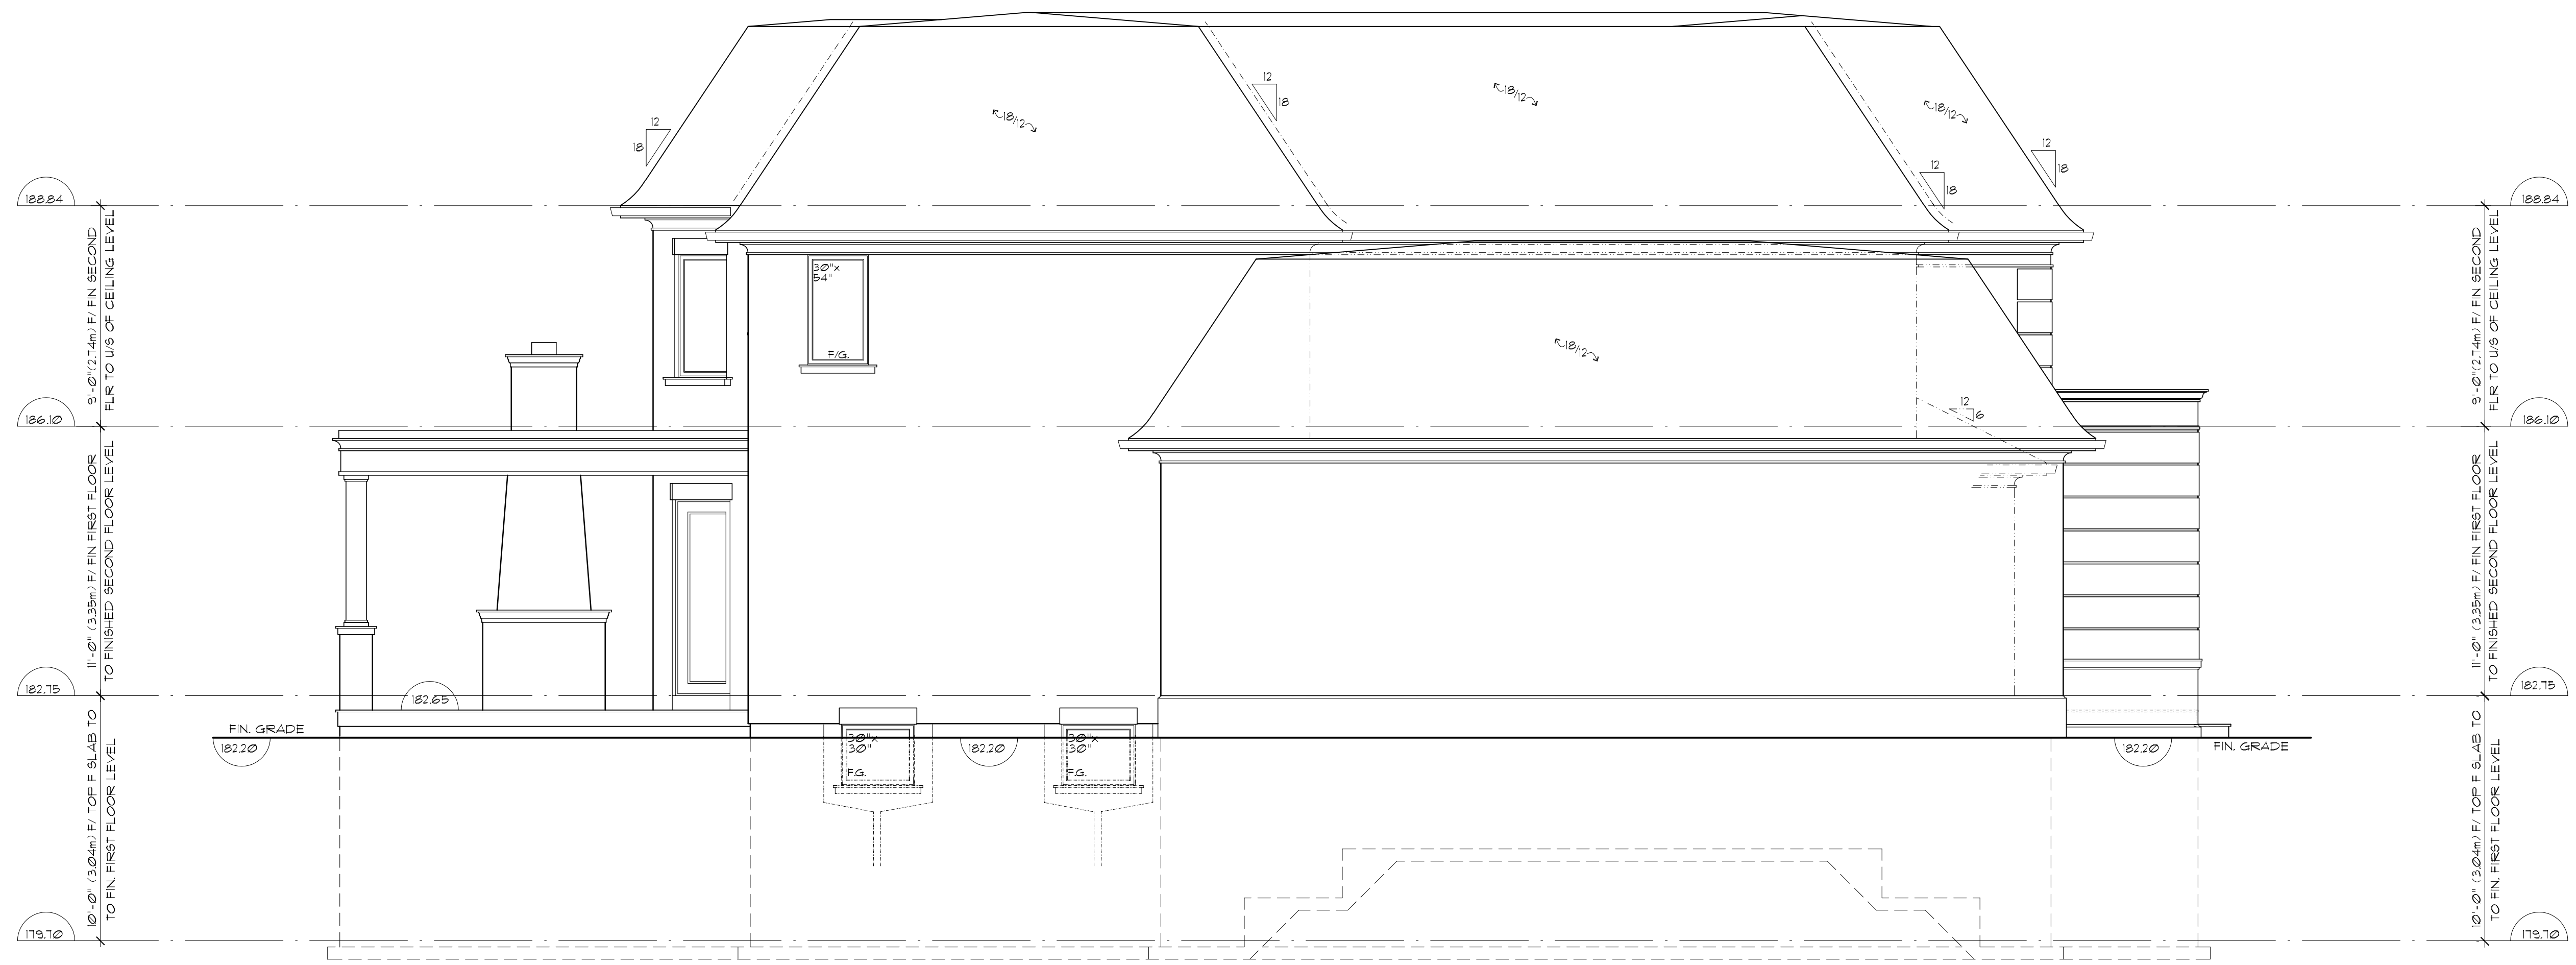 12
18
12
18
18/12
18/12
18/12
12
18
12
18
188.84
188.84
9'-0"(2.74m) F/ FIN SECOND
FLR TO U/S OF CEILING LEVEL
9'-0"(2.74m) F/ FIN SECOND
FLR TO U/S OF CEILING LEVEL
30"x
54"
F/G.
18/12
12
6
186.10
186.10
11'-0" (3.35m) F/ FIN FIRST FLOOR
TO FINISHED SECOND FLOOR LEVEL
11'-0" (3.35m) F/ FIN FIRST FLOOR
TO FINISHED SECOND FLOOR LEVEL
182.75
182.65
182.75
FIN. GRADE
182.20
30"x
30"
F.G.
182.20
30"x
30"
F.G.
182.20
FIN. GRADE
10'-0" (3.04m) F/ TOP F SLAB TO
TO FIN. FIRST FLOOR LEVEL
10'-0" (3.04m) F/ TOP F SLAB TO
TO FIN. FIRST FLOOR LEVEL
179.70
179.70